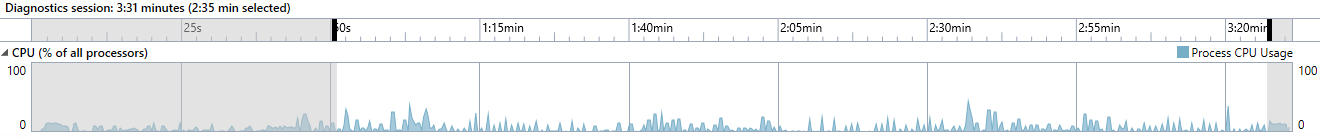 Diagnostics session: 3:31 minutes (2:35 min selected)
25s 50s 1:15min 1:40min 2:05min 2:30min 2:55min 3:20min
CPU (% of all processors) Process CPU Usage
100 100
0 0